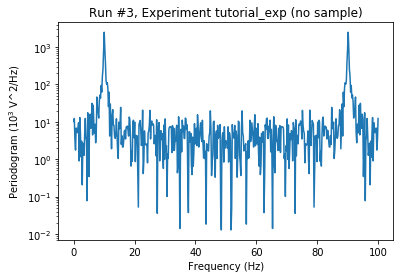 Run #3, Experiment tutorial_exp (no sample)
Periodogram (10³ V^2/Hz)
10³
10²
10¹
10⁰
10⁻¹
10⁻²
0 20 40 60 80 100
Frequency (Hz)